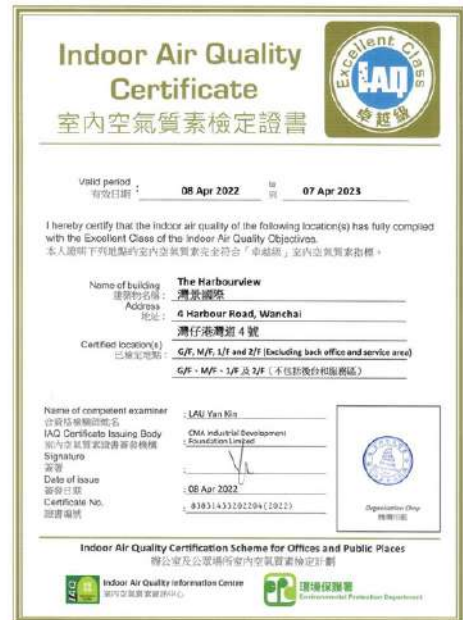 Indoor Air Quality
Certificate
室內空氣質素檢定證書
Excellent Class
IAQ
卓越級
Valid period 有效日期 : 08 Apr 2022 to 到 07 Apr 2023
I hereby certify that the indoor air quality of the following location(s) has fully complied
with the Excellent Class of the Indoor Air Quality Objectives.
本人證明下列地點的室內空氣質素完全符合「卓越級」室內空氣質素指標。
Name of building The Harbourview
建築物名稱： 灣景國際
Address
地址： 4 Harbour Road, Wanchai
灣仔港灣道 4 號
Certified location(s)
已檢定地點： G/F, M/F, 1/F and 2/F (Excluding back office and service area)
G/F、M/F、1/F 及 2/F（不包括後台和服務區）
Name of competent examiner : LAU Yan Kin
合資格檢驗師姓名
IAQ Certificate Issuing Body CMA Industrial Development
室內空氣質素證書簽發機構 : Foundation Limited
Signature
簽署 :
Date of issue
簽發日期 : 08 Apr 2022
Certificate No.
證書編號
Organization Chop
機構印鑑
Indoor Air Quality Certification Scheme for Offices and Public Places
辦公室及公眾場所室內空氣質素檢定計劃
IAQ
Indoor Air Quality Information Centre
室內空氣質素資訊中心
環境保護署
Environmental Protection Department